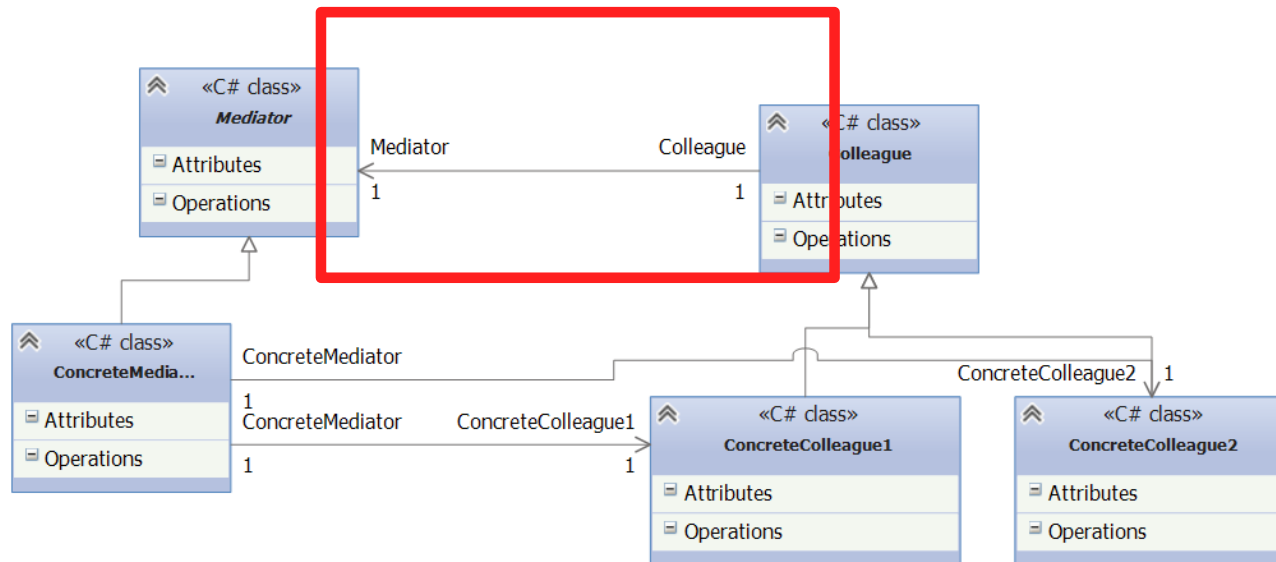 «C# class»
Mediator
Attributes
Operations
Mediator
Colleague
1
1
«C# class»
Colleague
Attributes
Operations
«C# class»
ConcreteMedia...
Attributes
Operations
ConcreteMediator
1
ConcreteMediator
1
ConcreteColleague1
1
ConcreteColleague2
1
«C# class»
ConcreteColleague1
Attributes
Operations
«C# class»
ConcreteColleague2
Attributes
Operations